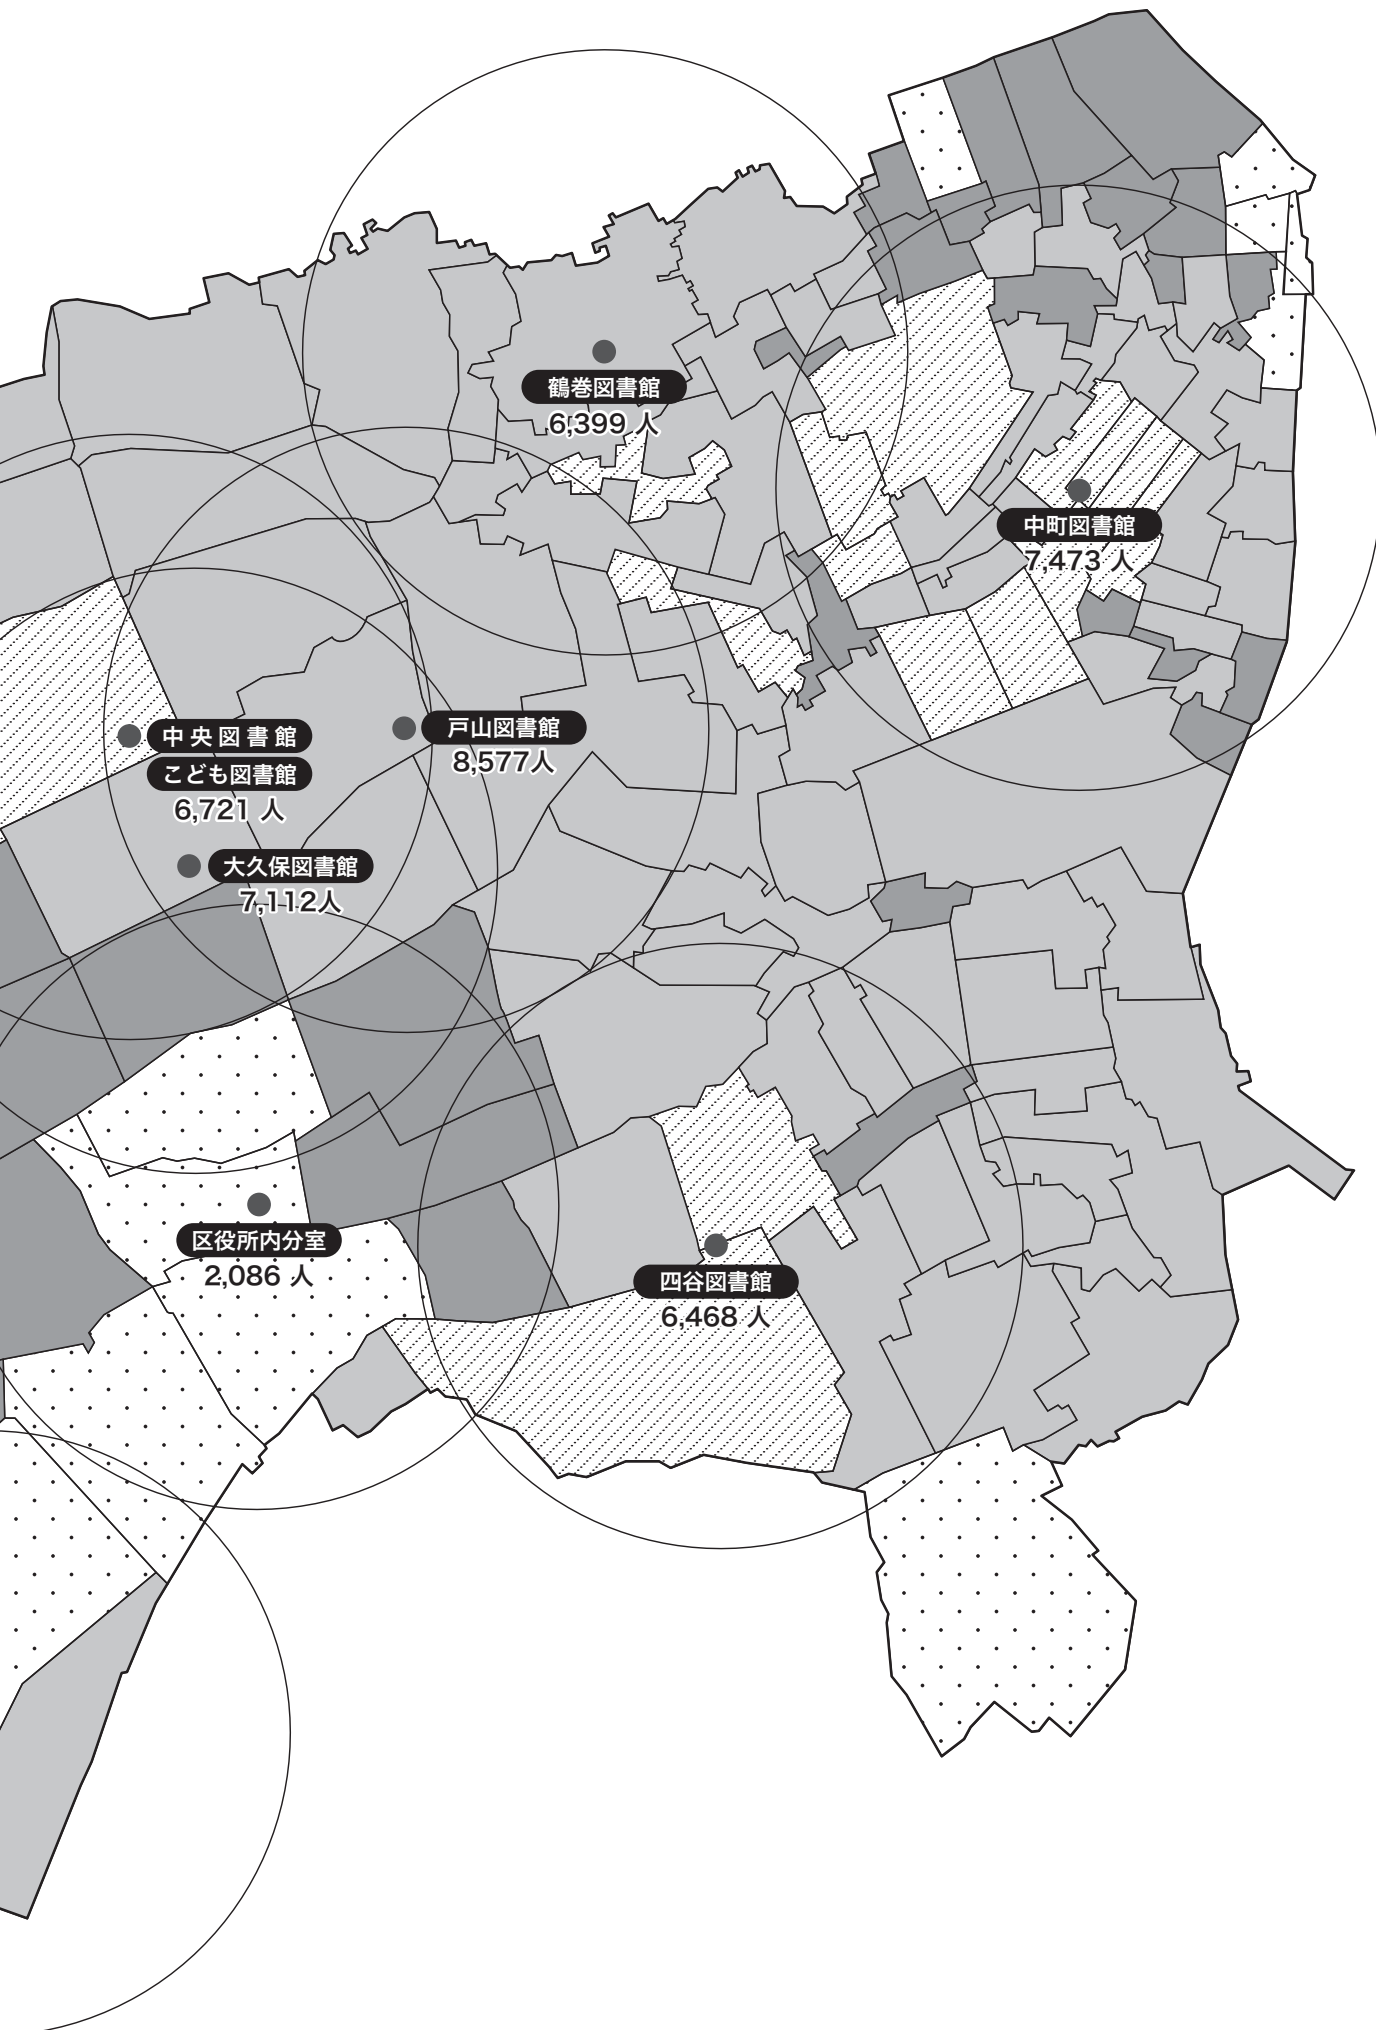 鶴巻図書館
6,399 人
中町図書館
7,473 人
中央図書館
こども図書館
6,721 人
戸山図書館
8,577人
大久保図書館
7,112人
区役所内分室
2,086 人
四谷図書館
6,468 人